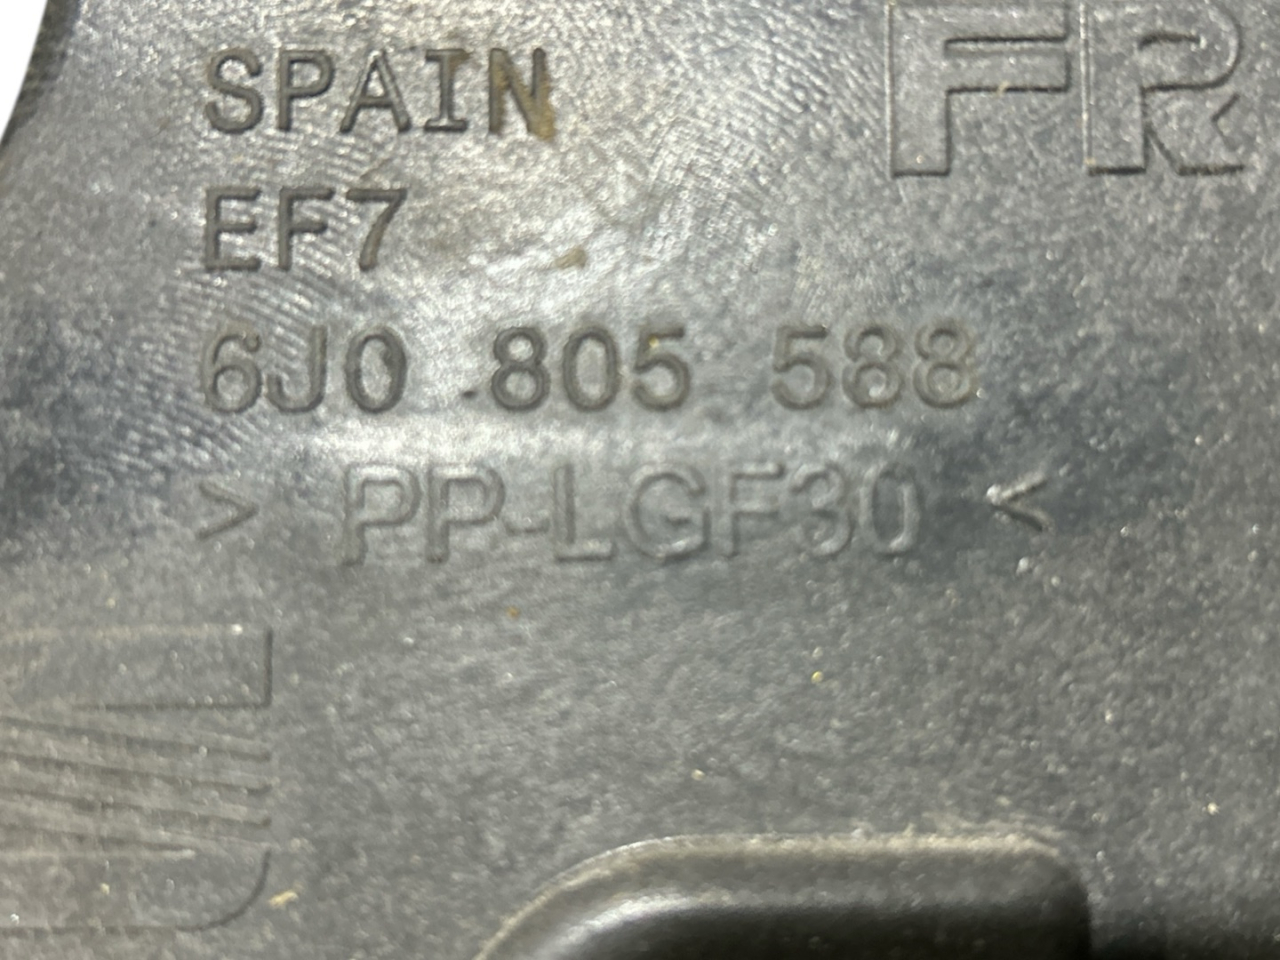 SPAIN
FR
EF7
6J0 805 588
> PP-LGF30 <